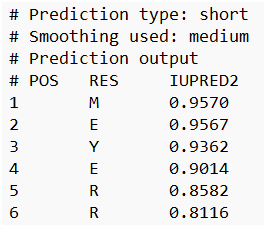 # Prediction type: short
# Smoothing used: medium
# Prediction output
# POS RES IUPRED2
1 M 0.9570
2 E 0.9567
3 Y 0.9362
4 E 0.9014
5 R 0.8582
6 R 0.8116